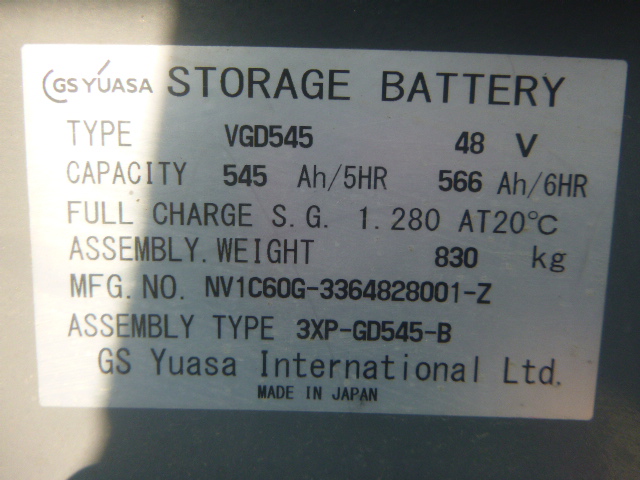 GS YUASA STORAGE BATTERY
TYPE VGD545 48 V
CAPACITY 545 Ah/5HR 566 Ah/6HR
FULL CHARGE S.G. 1.280 AT20℃
ASSEMBLY.WEIGHT 830 kg
MFG.NO. NV1C60G-3364828001-Z
ASSEMBLY TYPE 3XP-GD545-B
GS Yuasa International Ltd.
MADE IN JAPAN